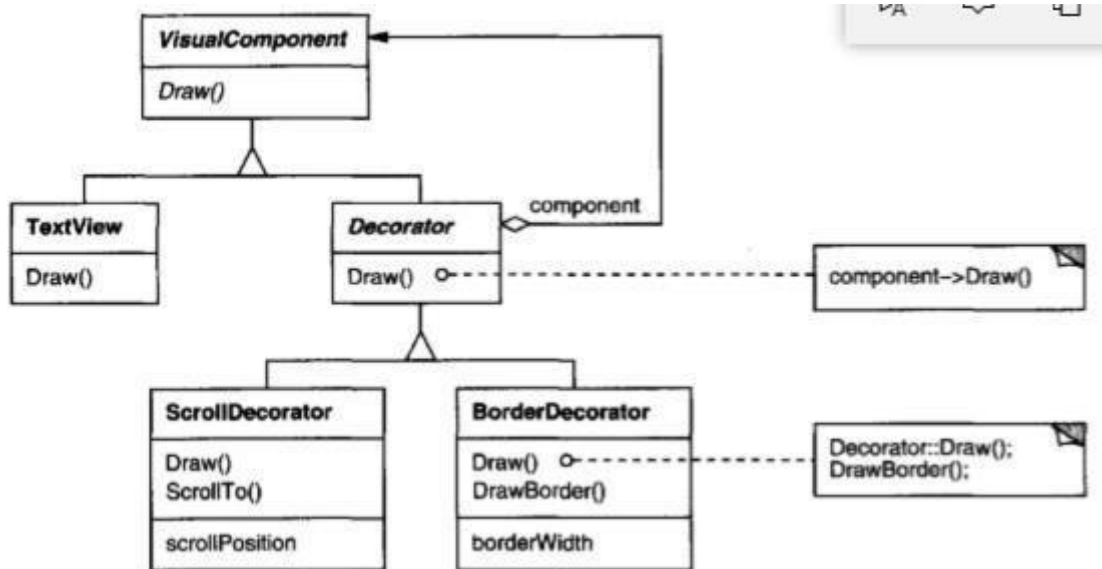 VisualComponent
Draw()
TextView
Draw()
Decorator
Draw()
component
component->Draw()
ScrollDecorator
Draw()
ScrollTo()
scrollPosition
BorderDecorator
Draw()
DrawBorder()
borderWidth
Decorator::Draw();
DrawBorder();